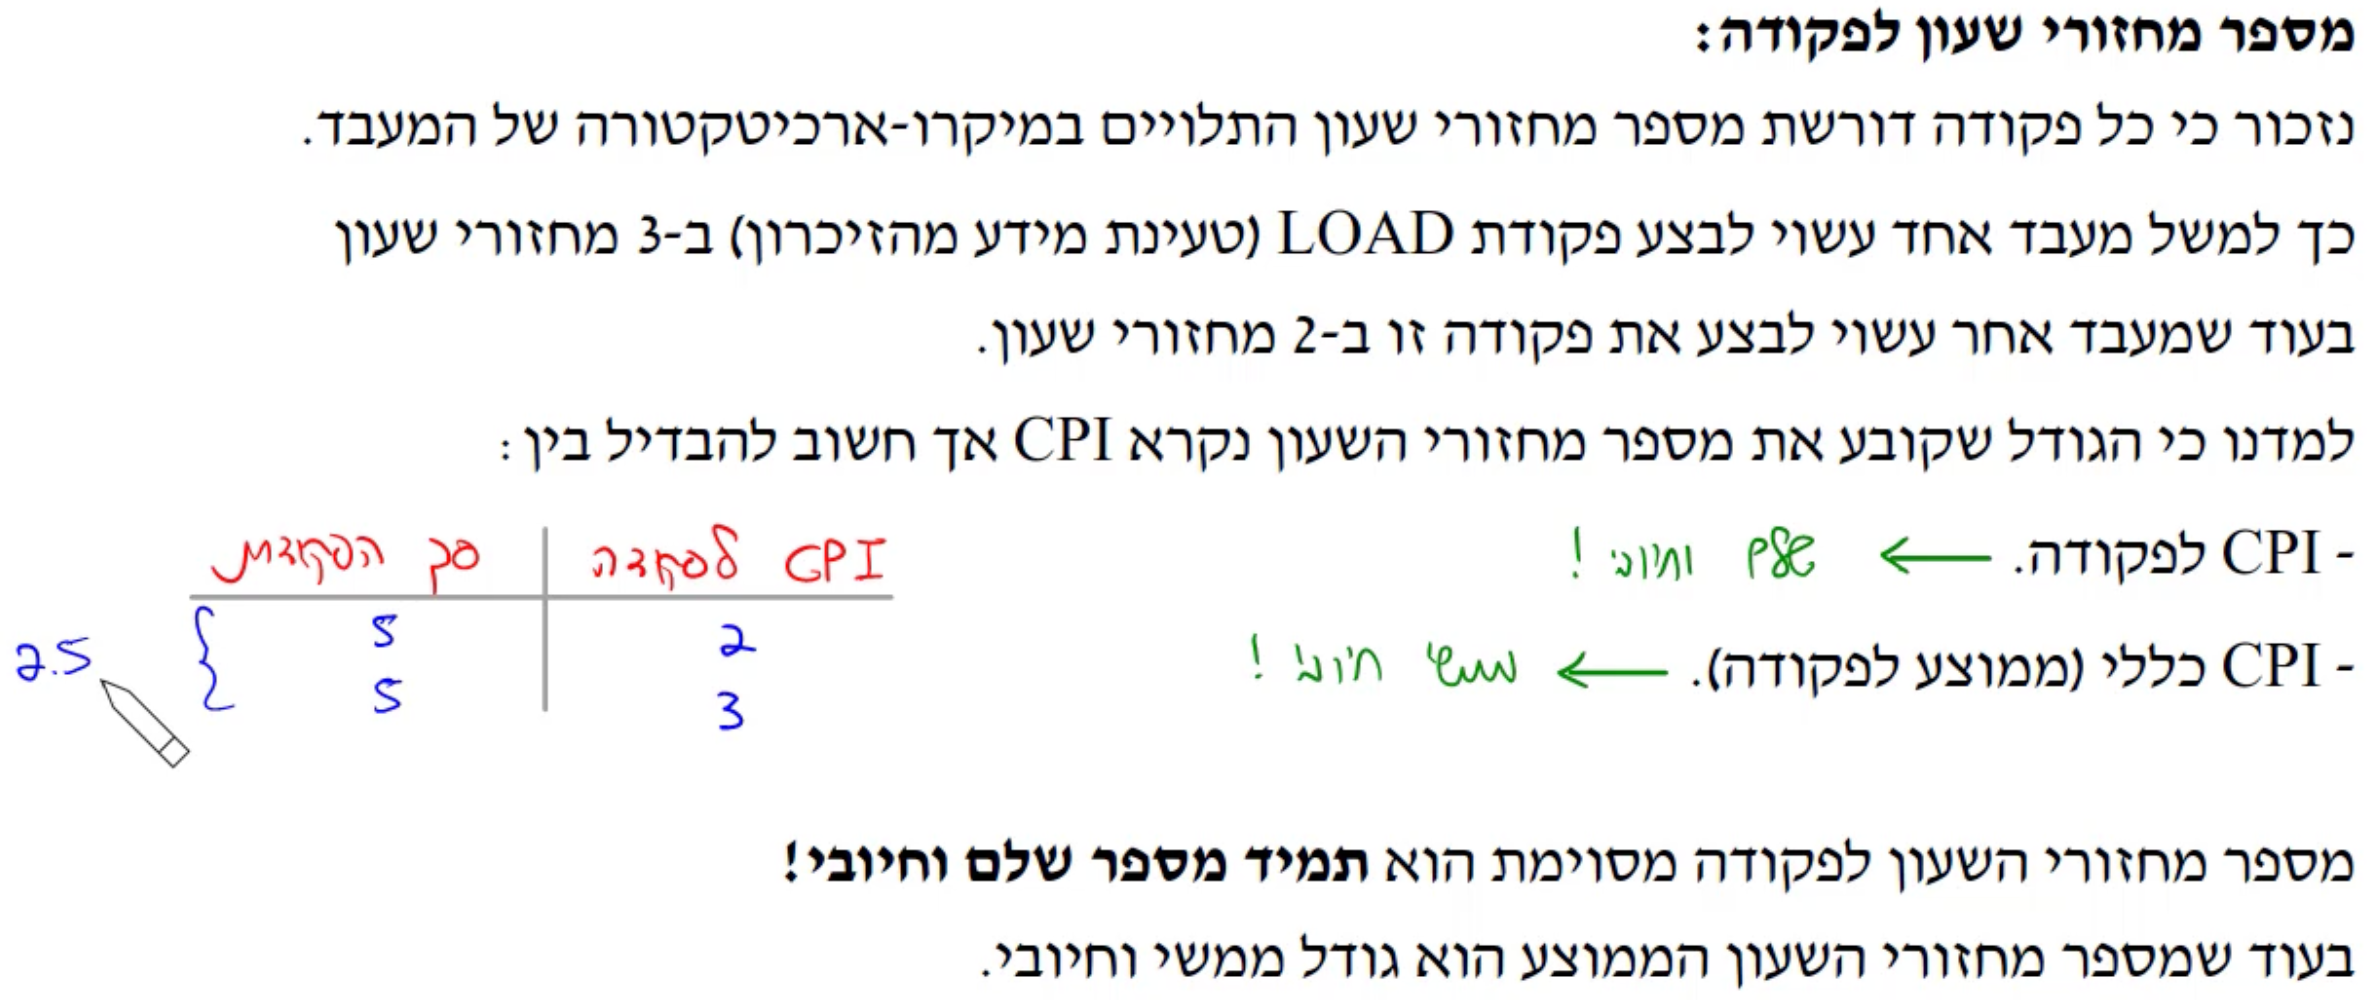 מספר מחזורי שעון לפקודה:
נזכור כי כל פקודה דורשת מספר מחזורי שעון התלויים במיקרו-ארכיטקטורה של המעבד.
כך למשל מעבד אחד עשוי לבצע פקודת LOAD (טעינת מידע מהזיכרון) ב-3 מחזורי שעון
בעוד שמעבד אחר עשוי לבצע את פקודה זו ב-2 מחזורי שעון.
למדנו כי הגודל שקובע את מספר מחזורי השעון נקרא CPI אך חשוב להבדיל בין:
- CPI לפקודה. ← שלם וחיובי!
- CPI כללי (ממוצע לפקודה). ← ממשי חיובי!
CPI לפקודה | סך הפקודות
2 | 5
3 | 5
2.5
מספר מחזורי השעון לפקודה מסוימת הוא תמיד מספר שלם וחיובי!
בעוד שמספר מחזורי השעון הממוצע הוא גודל ממשי וחיובי.